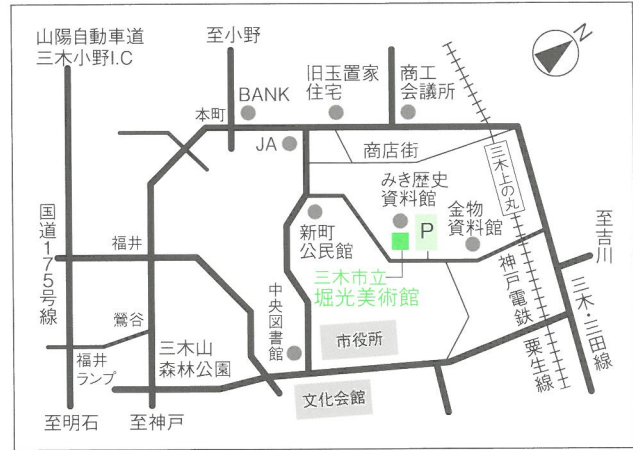 山陽自動車道
三木小野I.C
至小野
N
BANK
旧玉置家
住宅
商工
会議所
本町
JA
商店街
三木上の丸
みき歴史
資料館
金物
資料館
P
新町
公民館
三木市立
堀光美術館
国道175号線
福井
鶯谷
福井
ランプ
三木山
森林公園
中央図書館
市役所
文化会館
神戸電鉄
粟生線
三木・三田線
至吉川
至明石
至神戸